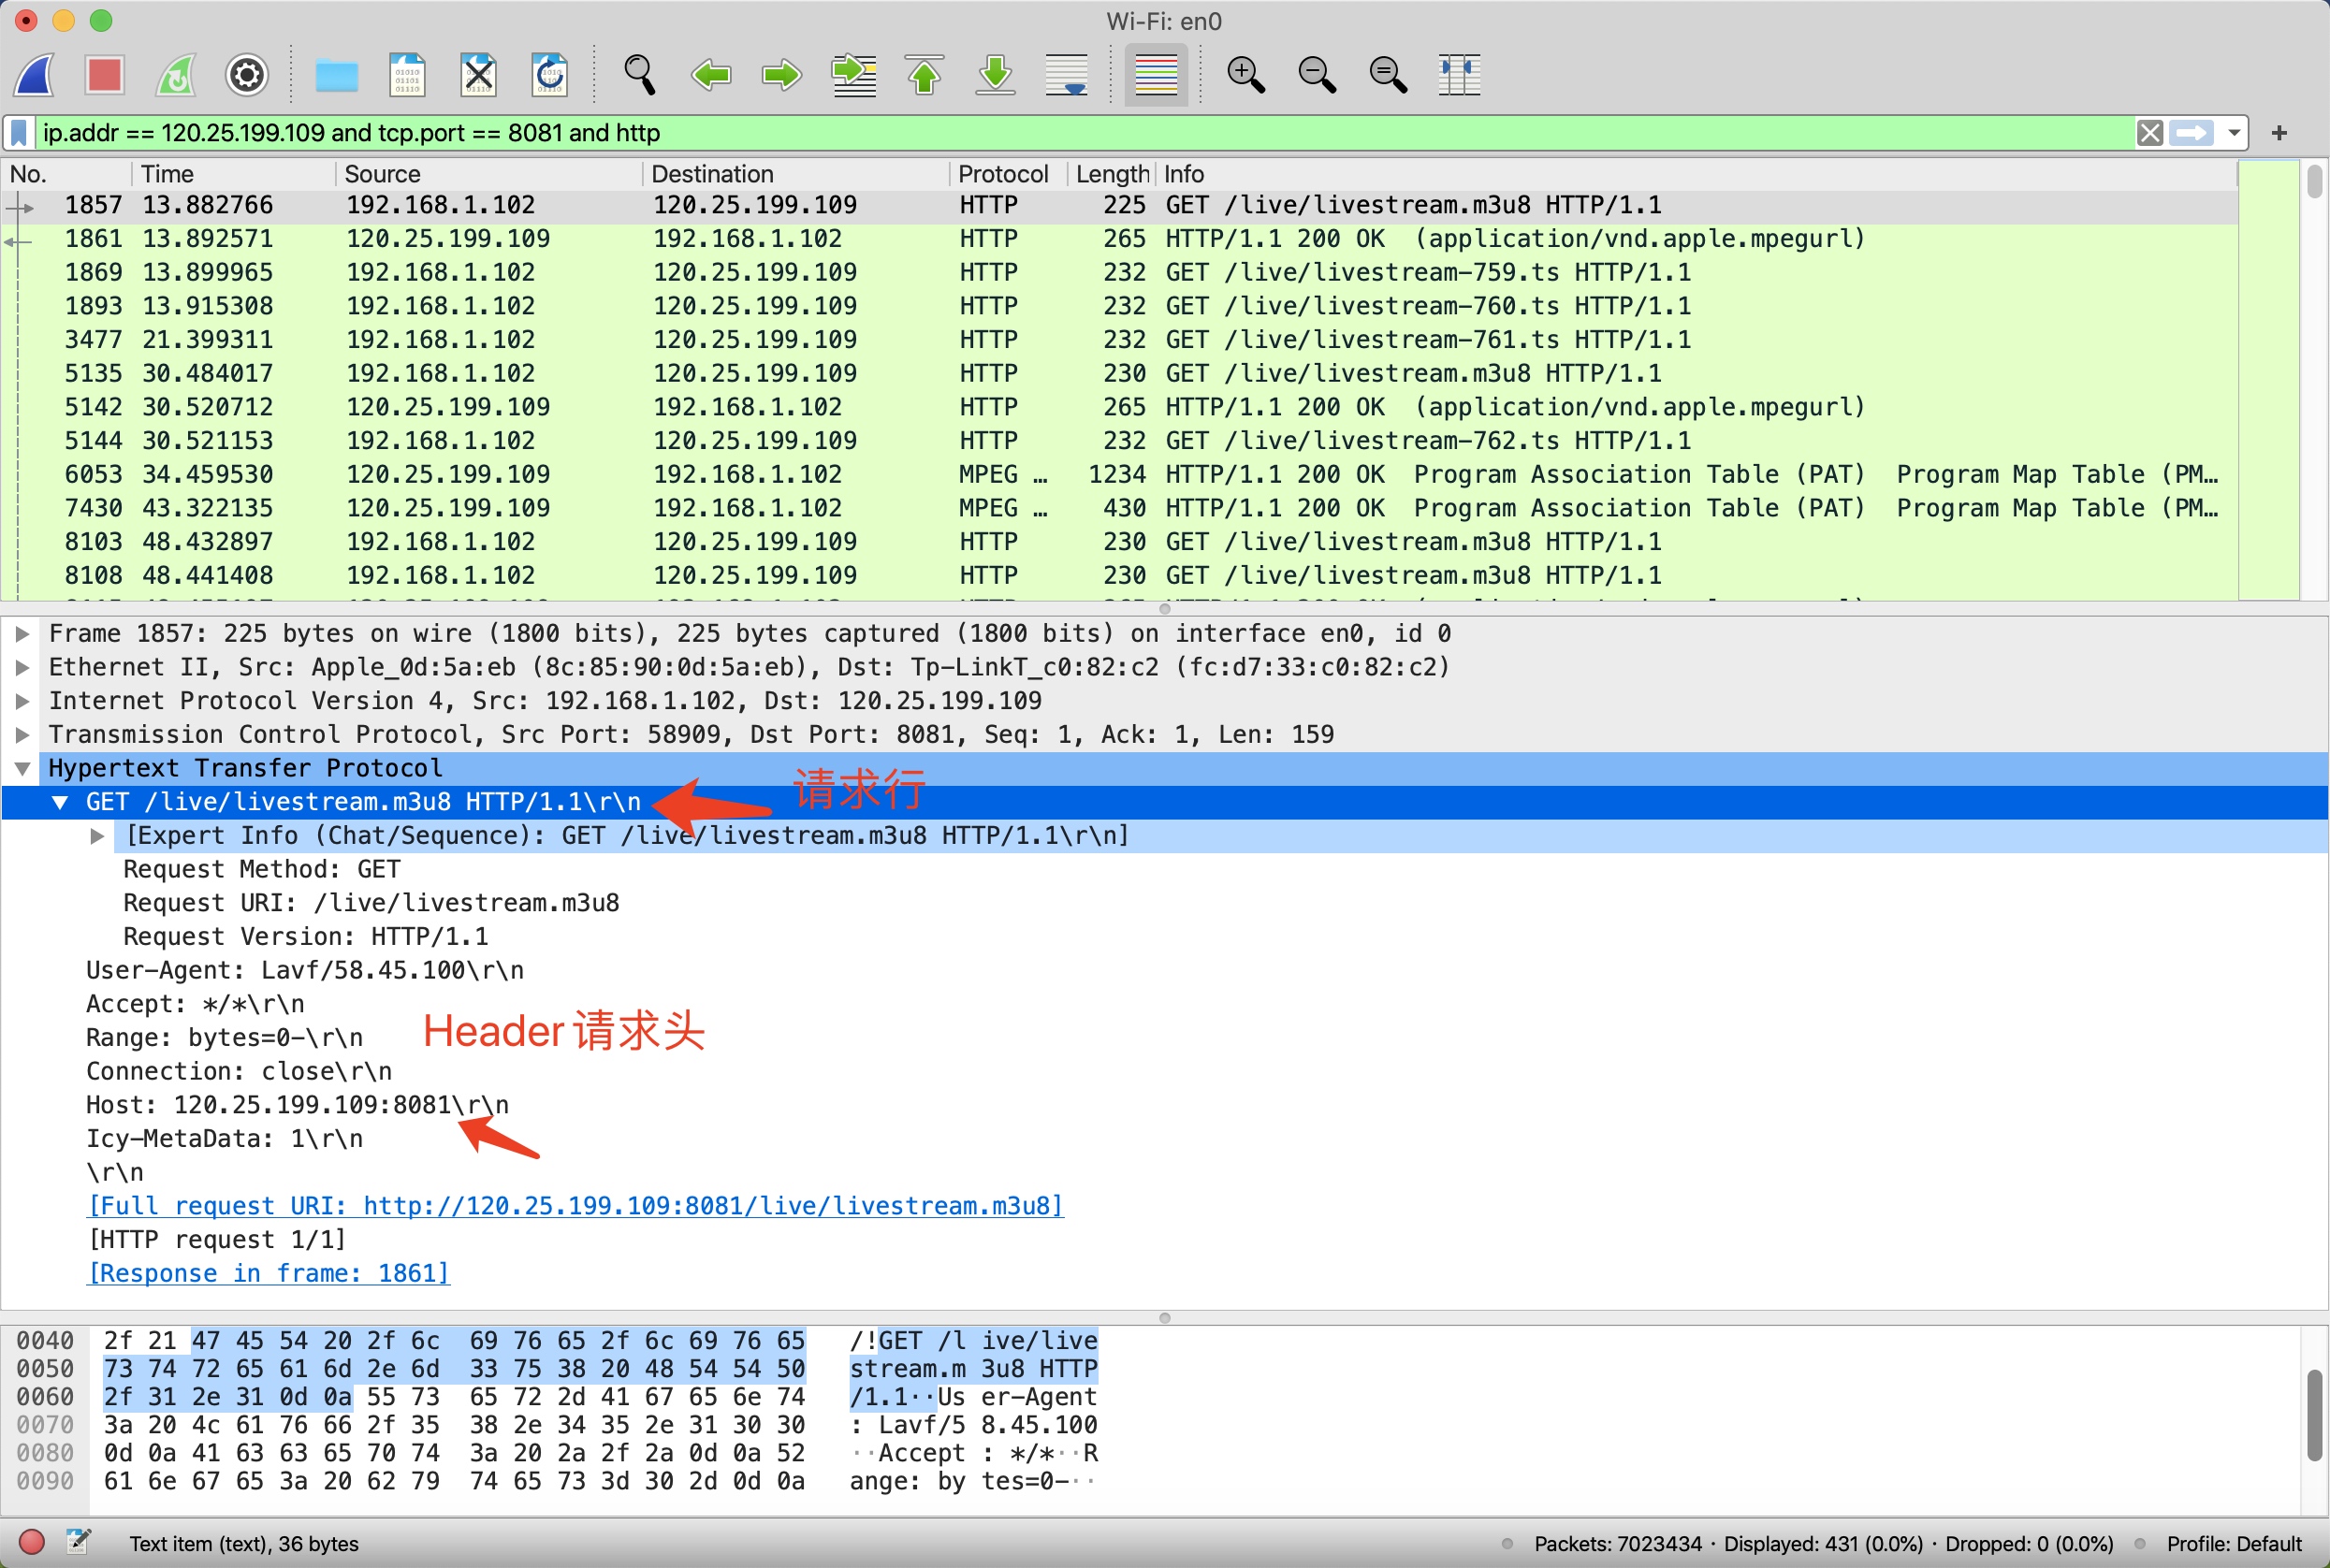 Wi-Fi: en0
ip.addr == 120.25.199.109 and tcp.port == 8081 and http
No. Time Source Destination Protocol Length Info
1857 13.882766 192.168.1.102 120.25.199.109 HTTP 225 GET /live/livestream.m3u8 HTTP/1.1
1861 13.892571 120.25.199.109 192.168.1.102 HTTP 265 HTTP/1.1 200 OK (application/vnd.apple.mpegurl)
1869 13.899965 192.168.1.102 120.25.199.109 HTTP 232 GET /live/livestream-759.ts HTTP/1.1
1893 13.915308 192.168.1.102 120.25.199.109 HTTP 232 GET /live/livestream-760.ts HTTP/1.1
3477 21.399311 192.168.1.102 120.25.199.109 HTTP 232 GET /live/livestream-761.ts HTTP/1.1
5135 30.484017 192.168.1.102 120.25.199.109 HTTP 230 GET /live/livestream.m3u8 HTTP/1.1
5142 30.520712 120.25.199.109 192.168.1.102 HTTP 265 HTTP/1.1 200 OK (application/vnd.apple.mpegurl)
5144 30.521153 192.168.1.102 120.25.199.109 HTTP 232 GET /live/livestream-762.ts HTTP/1.1
6053 34.459530 120.25.199.109 192.168.1.102 MPEG … 1234 HTTP/1.1 200 OK Program Association Table (PAT) Program Map Table (PM…
7430 43.322135 120.25.199.109 192.168.1.102 MPEG … 430 HTTP/1.1 200 OK Program Association Table (PAT) Program Map Table (PM…
8103 48.432897 192.168.1.102 120.25.199.109 HTTP 230 GET /live/livestream.m3u8 HTTP/1.1
8108 48.441408 192.168.1.102 120.25.199.109 HTTP 230 GET /live/livestream.m3u8 HTTP/1.1
Frame 1857: 225 bytes on wire (1800 bits), 225 bytes captured (1800 bits) on interface en0, id 0
Ethernet II, Src: Apple_0d:5a:eb (8c:85:90:0d:5a:eb), Dst: Tp-LinkT_c0:82:c2 (fc:d7:33:c0:82:c2)
Internet Protocol Version 4, Src: 192.168.1.102, Dst: 120.25.199.109
Transmission Control Protocol, Src Port: 58909, Dst Port: 8081, Seq: 1, Ack: 1, Len: 159
Hypertext Transfer Protocol
GET /live/livestream.m3u8 HTTP/1.1\r\n 请求行
[Expert Info (Chat/Sequence): GET /live/livestream.m3u8 HTTP/1.1\r\n]
Request Method: GET
Request URI: /live/livestream.m3u8
Request Version: HTTP/1.1
User-Agent: Lavf/58.45.100\r\n
Accept: */*\r\n
Range: bytes=0-\r\n
Header请求头
Connection: close\r\n
Host: 120.25.199.109:8081\r\n
Icy-MetaData: 1\r\n
\r\n
[Full request URI: http://120.25.199.109:8081/live/livestream.m3u8]
[HTTP request 1/1]
[Response in frame: 1861]
0040 2f 21 47 45 54 20 2f 6c 69 76 65 2f 6c 69 76 65 /!GET /l ive/live
0050 73 74 72 65 61 6d 2e 6d 33 75 38 20 48 54 54 50 stream.m 3u8 HTTP
0060 2f 31 2e 31 0d 0a 55 73 65 72 2d 41 67 65 6e 74 /1.1··Us er-Agent
0070 3a 20 4c 61 76 66 2f 35 38 2e 34 35 2e 31 30 30 : Lavf/5 8.45.100
0080 0d 0a 41 63 63 65 70 74 3a 20 2a 2f 2a 0d 0a 52 ··Accept : */*··R
0090 61 6e 67 65 3a 20 62 79 74 65 73 3d 30 2d 0d 0a ange: by tes=0-··
Text item (text), 36 bytes Packets: 7023434 · Displayed: 431 (0.0%) · Dropped: 0 (0.0%) Profile: Default